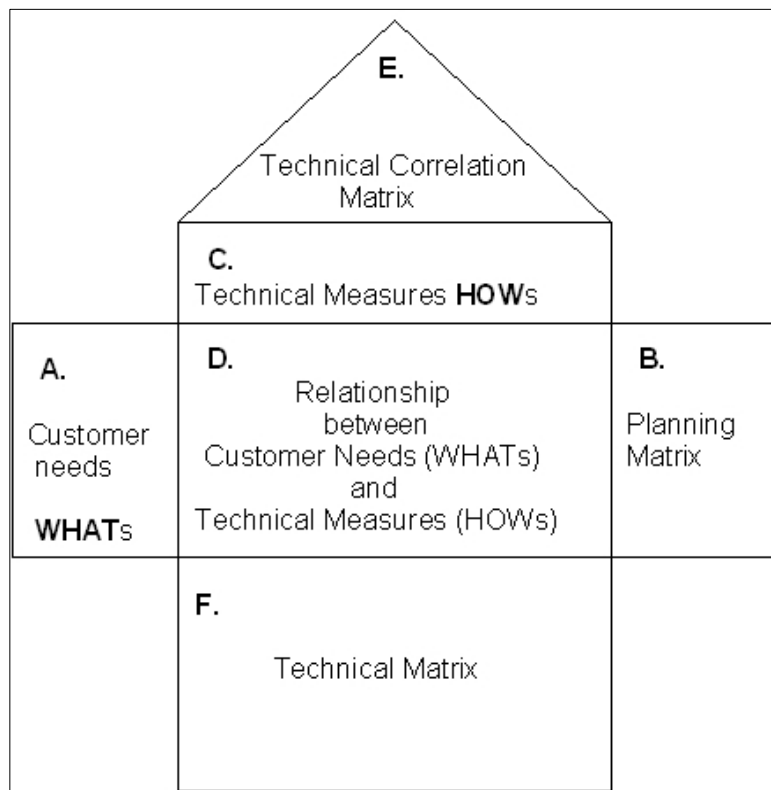 E.
Technical Correlation
Matrix
C.
Technical Measures HOWs
A.
Customer
needs
WHATs
D.
Relationship
between
Customer Needs (WHATs)
and
Technical Measures (HOWs)
B.
Planning
Matrix
F.
Technical Matrix